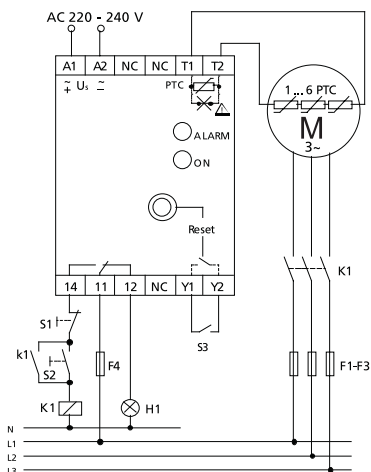 AC 220 - 240 V
A1 A2 NC NC T1 T2
~ + Us ~ -
PTC
1 ... 6 PTC
M
3~
ALARM
ON
Reset
K1
14 11 12 NC Y1 Y2
S1
S3
k1
S2
F4
F1-F3
K1
H1
N
L1
L2
L3